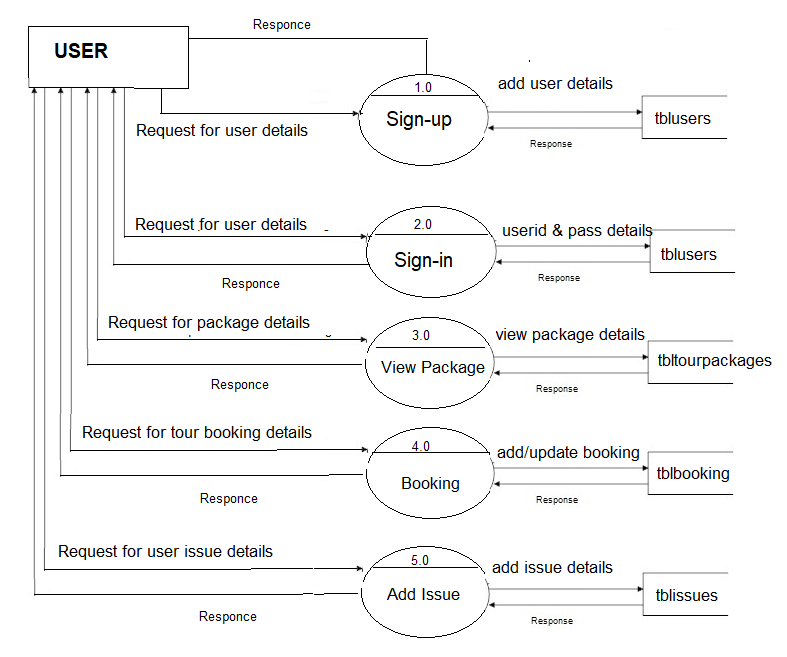 Responce
USER
1.0
add user details
Sign-up
tblusers
Request for user details
Response
Request for user details
2.0
userid & pass details
Sign-in
tblusers
Responce
Response
Request for package details
3.0
view package details
View Package
tbltourpackages
Responce
Response
Request for tour booking details
4.0
add/update booking
Booking
tblbooking
Responce
Response
Request for user issue details
5.0
add issue details
Add Issue
tblissues
Responce
Response